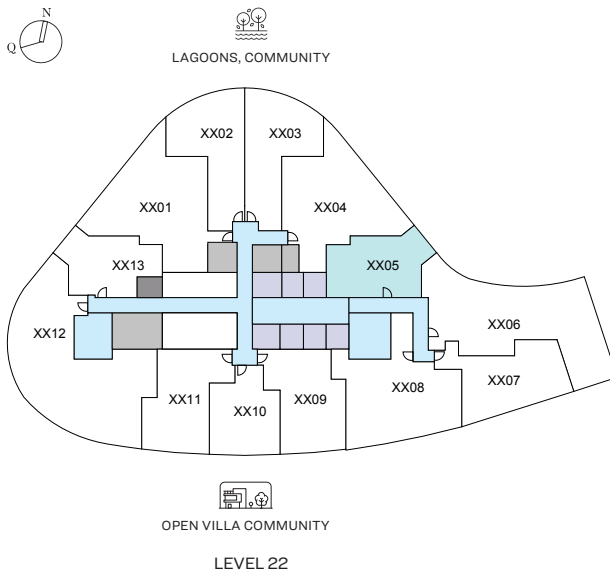 N
Q
LAGOONS, COMMUNITY
XX02 XX03
XX01 XX04
XX13 XX05
XX12 XX06
XX11 XX10 XX09 XX08 XX07
OPEN VILLA COMMUNITY
LEVEL 22